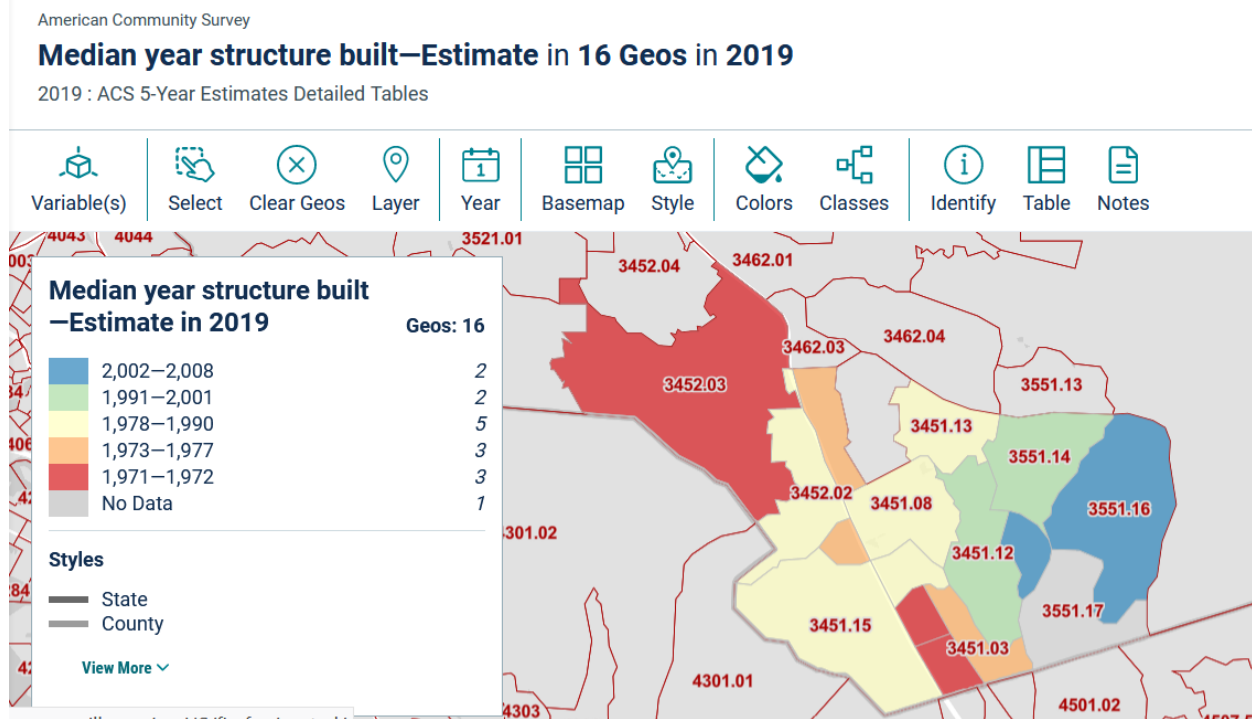 American Community Survey
Median year structure built—Estimate in 16 Geos in 2019
2019 : ACS 5-Year Estimates Detailed Tables
Variable(s) Select Clear Geos Layer 1 Year Basemap Style Colors Classes Identify Table Notes
4043 4044 3521.01
3452.04 3462.01
Median year structure built
—Estimate in 2019 Geos: 16
2,002—2,008 2
1,991—2,001 2
1,978—1,990 5
1,973—1,977 3
1,971—1,972 3
No Data 1
Styles
State
County
View More
3462.03 3462.04
3452.03 3551.13
3451.13
3551.14
3452.02 3451.08 3551.16
4301.02
3451.12
3551.17
3451.15
3451.03
4301.01
4303 4501.02